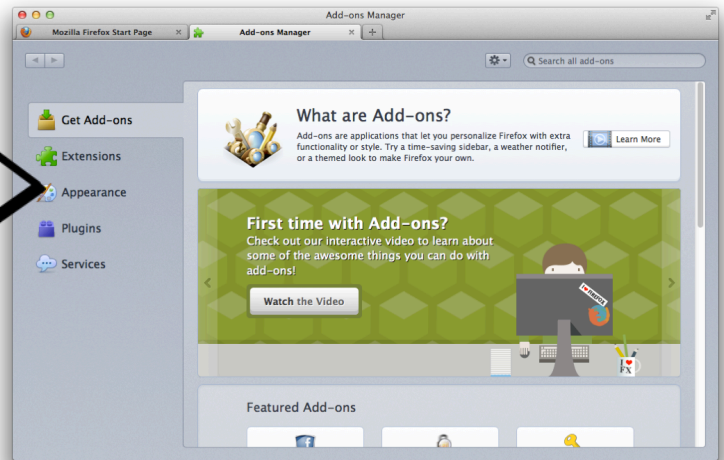 Add-ons Manager
Mozilla Firefox Start Page
Add-ons Manager
Search all add-ons
Get Add-ons
Extensions
Appearance
Plugins
Services
What are Add-ons?
Add-ons are applications that let you personalize Firefox with extra
functionality or style. Try a time-saving sidebar, a weather notifier,
or a themed look to make Firefox your own.
Learn More
First time with Add-ons?
Check out our interactive video to learn about
some of the awesome things you can do with
add-ons!
Watch the Video
I ♥ FX
Featured Add-ons